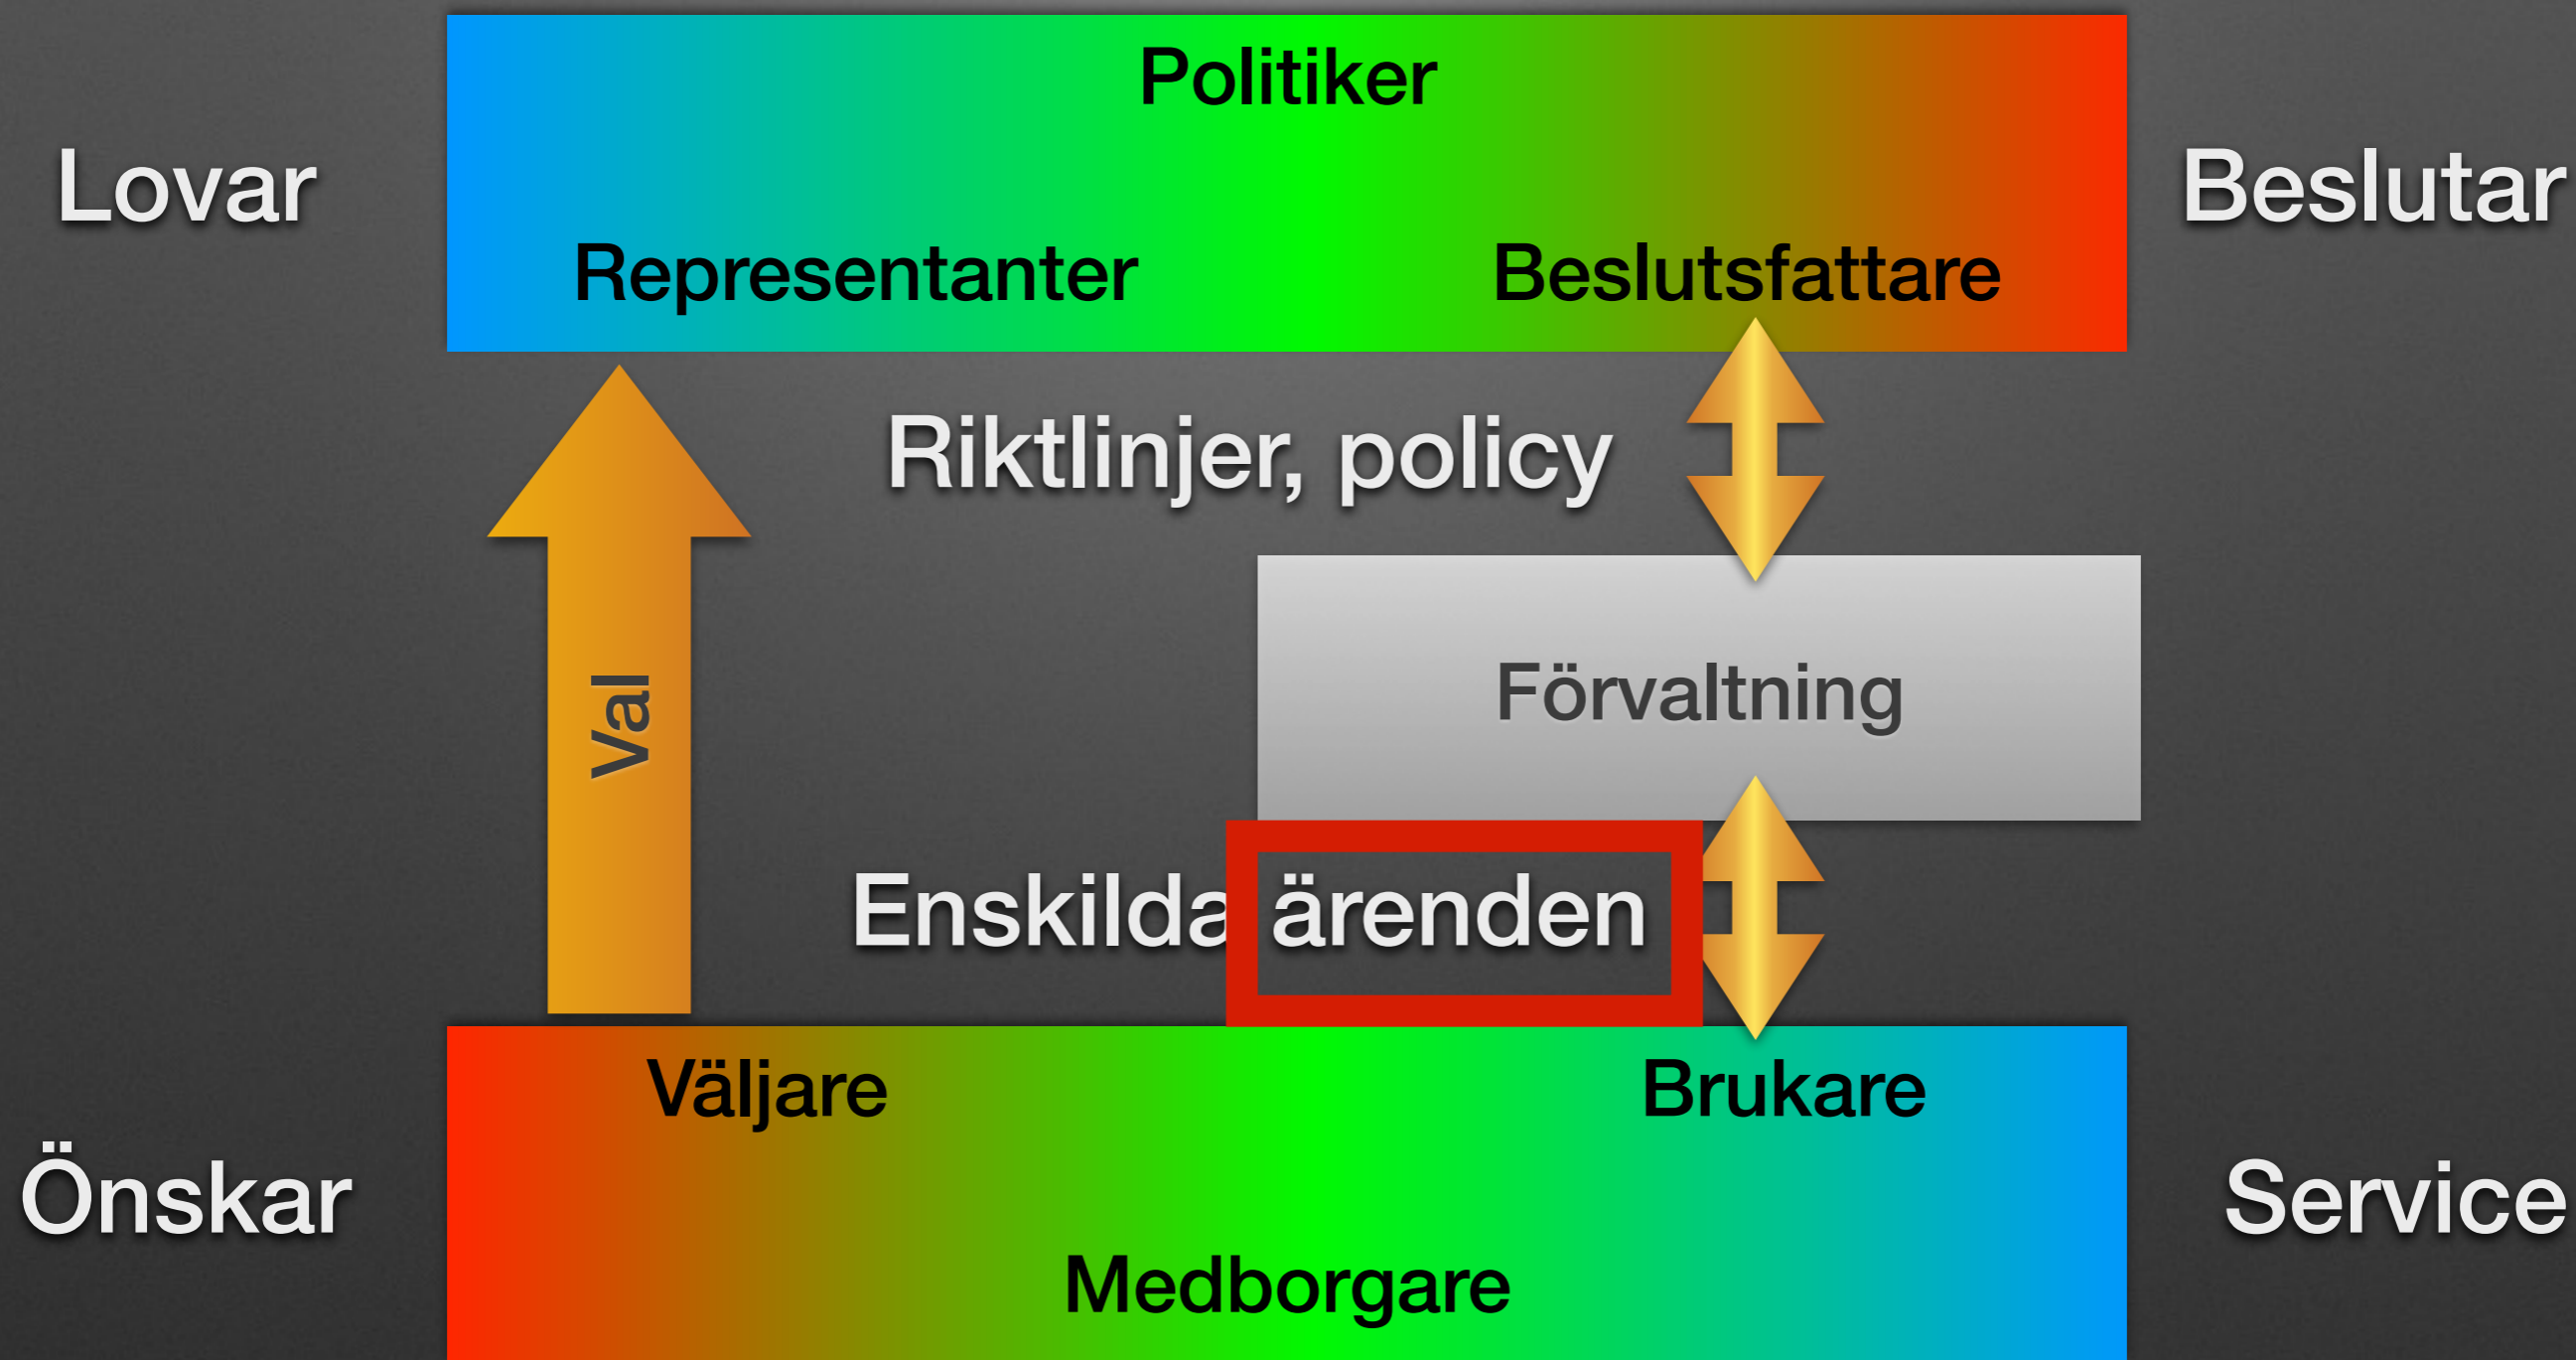 Politiker
Lovar
Beslutar
Representanter
Beslutsfattare
Riktlinjer, policy
Val
Förvaltning
Enskilda ärenden
Väljare
Brukare
Önskar
Service
Medborgare